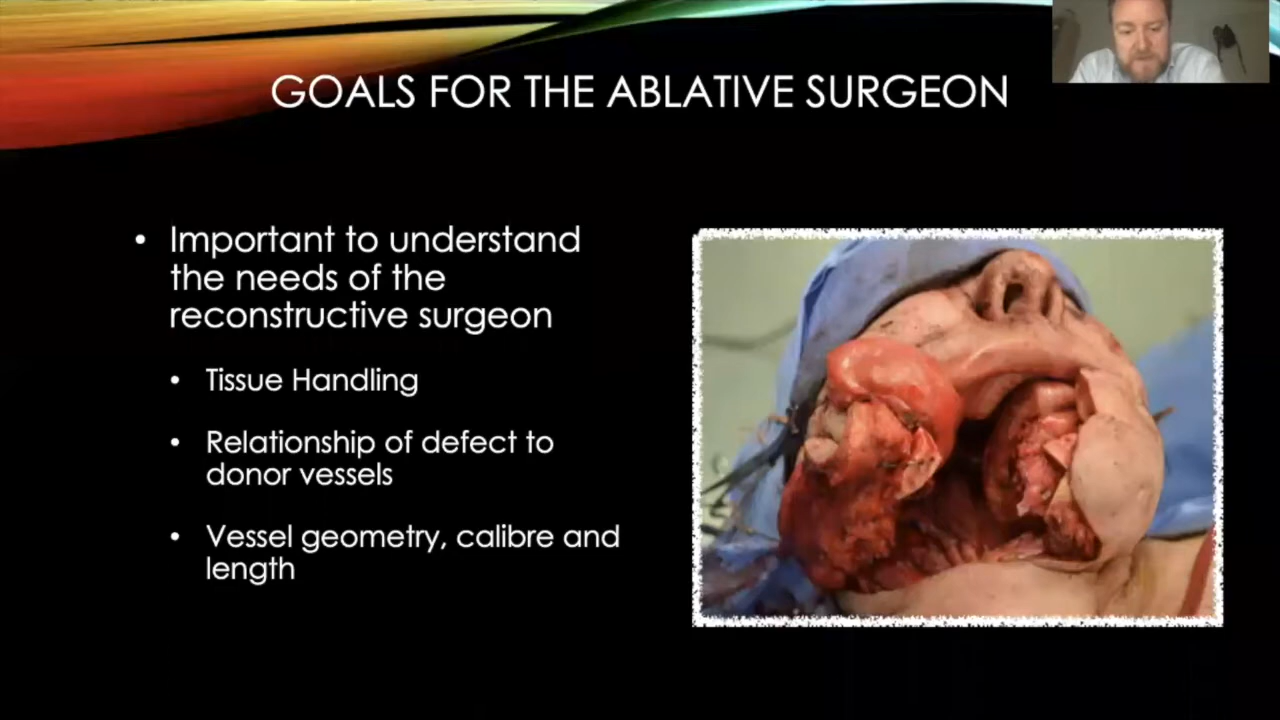 GOALS FOR THE ABLATIVE SURGEON
• Important to understand
the needs of the
reconstructive surgeon
• Tissue Handling
• Relationship of defect to
donor vessels
• Vessel geometry, calibre and
length